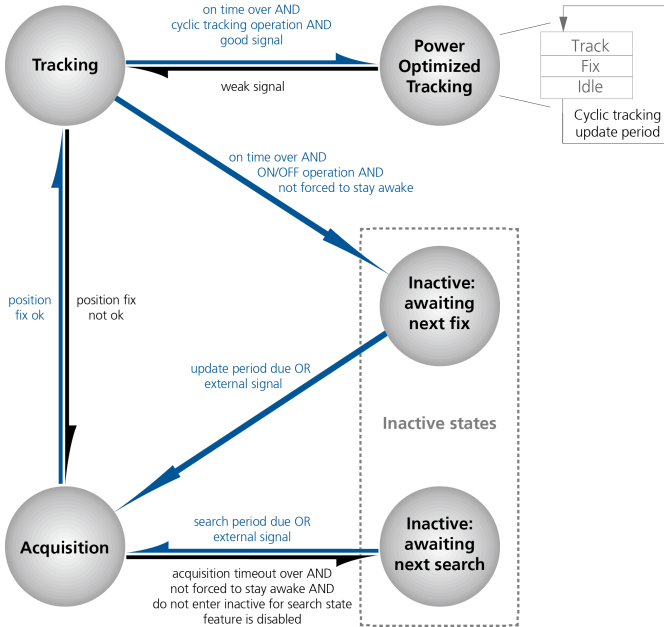 on time over AND
cyclic tracking operation AND
good signal
Tracking
Power
Optimized
Tracking
weak signal
Track
Fix
Idle
Cyclic tracking
update period
on time over AND
ON/OFF operation AND
not forced to stay awake
position
fix ok
position fix
not ok
Inactive:
awaiting
next fix
update period due OR
external signal
Inactive states
Acquisition
search period due OR
external signal
Inactive:
awaiting
next search
acquisition timeout over AND
not forced to stay awake AND
do not enter inactive for search state
feature is disabled